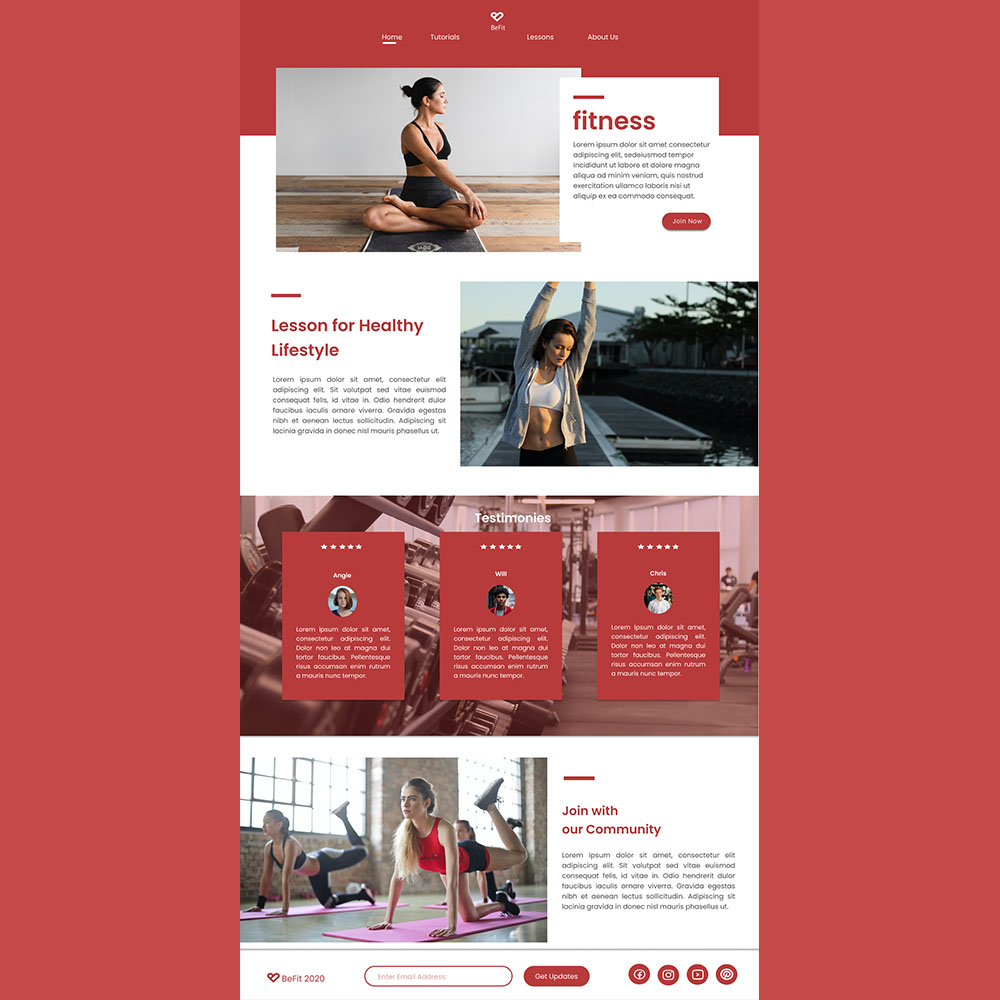 BeFit
Home Tutorials Lessons About Us
fitness
Lorem ipsum dolor sit amet consectetur
adipiscing elit, sedeiusmod tempor
incididunt ut labore et dolore magna
aliqua ad minim veniam, quis nostrud
exercitation ullamco laboris nisi ut
aliquip ex ea commodo consequat.
Join Now
Lesson for Healthy
Lifestyle
Lorem ipsum dolor sit amet, consectetur elit
adipiscing elit. Sit volutpat sed vitae euismod
consequat felis, id vitae in. Odio hendrerit dolur
faucibus iaculis ornare viverra. Gravida egestas
nibh et aenean lectus sollicitudin. Adipiscing sit
lacinia gravida in donec nisl mauris phasellus ut.
Testimonies
Angie
Lorem ipsum dolor sit amet,
consectetur adipiscing elit.
Dolor non leo at magna dui
tortor faucibus. Pellentesque
risus accumsan enim rutrum
a mauris nunc tempor.
Will
Lorem ipsum dolor sit amet,
consectetur adipiscing elit.
Dolor non leo at magna dui
tortor faucibus. Pellentesque
risus accumsan enim rutrum
a mauris nunc tempor.
Chris
Lorem ipsum dolor sit amet,
consectetur adipiscing elit.
Dolor non leo at magna dui
tortor faucibus. Pellentesque
risus accumsan enim rutrum
a mauris nunc tempor.
Join with
our Community
Lorem ipsum dolor sit amet, consectetur elit
adipiscing elit. Sit volutpat sed vitae euismod
consequat felis, id vitae in. Odio hendrerit dolur
faucibus iaculis ornare viverra. Gravida egestas
nibh et aenean lectus sollicitudin. Adipiscing sit
lacinia gravida in donec nisl mauris phasellus ut.
BeFit 2020
Enter Email Address:
Get Updates